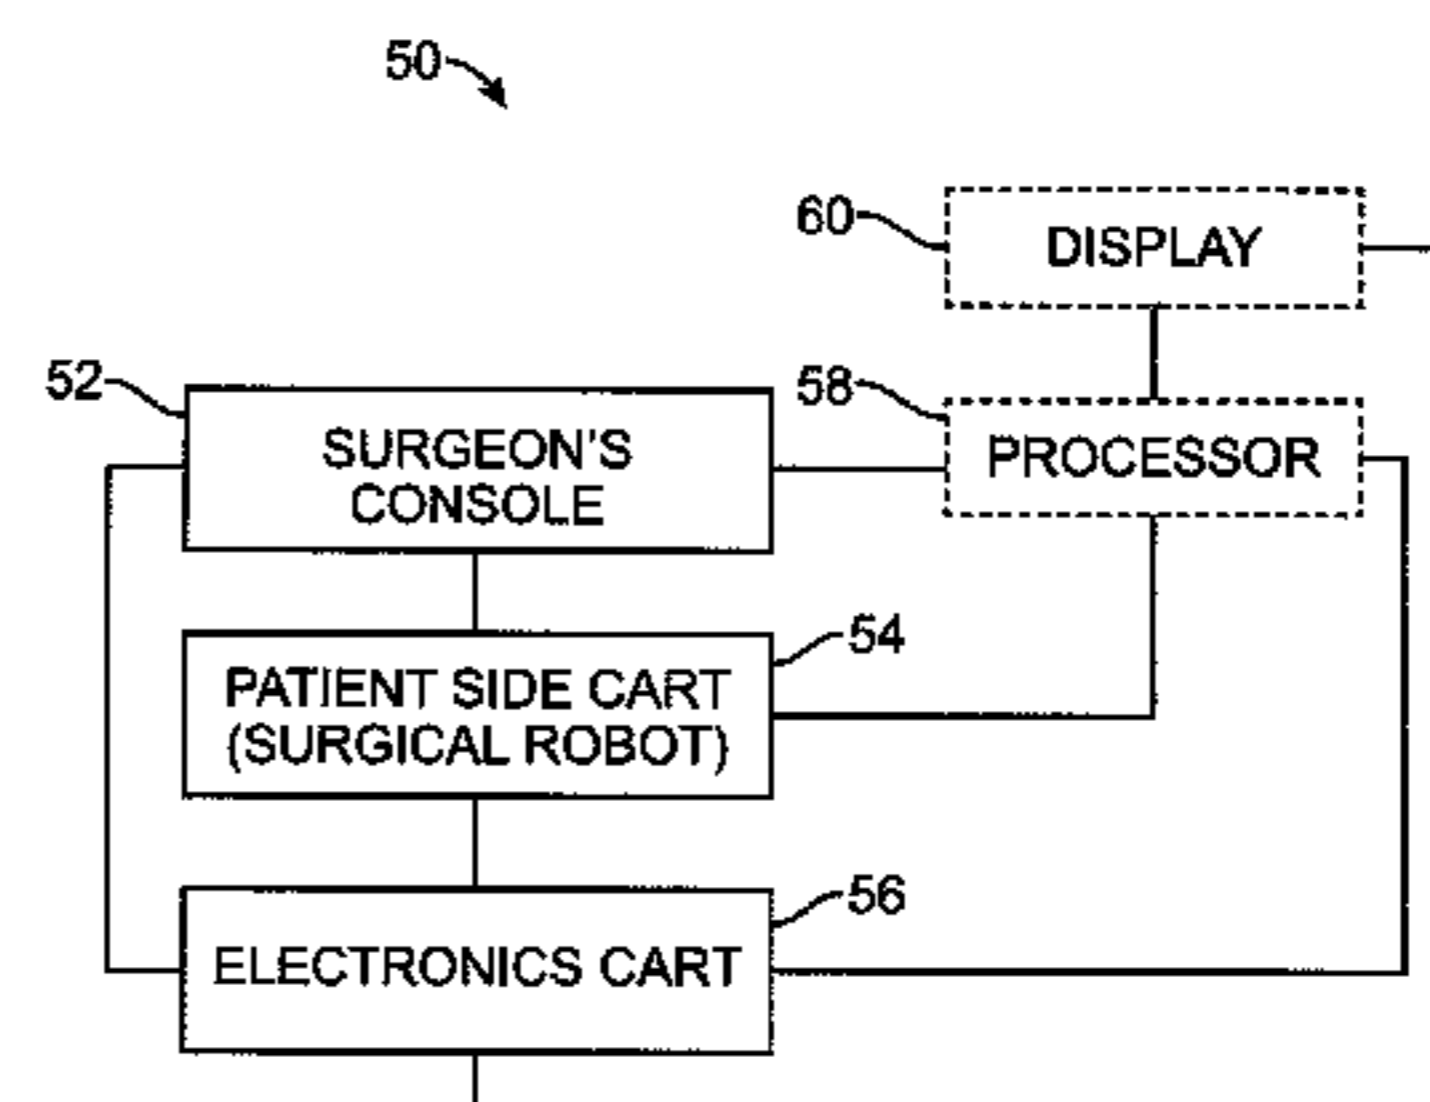 50
60
DISPLAY
52
58
SURGEON'S
CONSOLE
PROCESSOR
54
PATIENT SIDE CART
(SURGICAL ROBOT)
56
ELECTRONICS CART